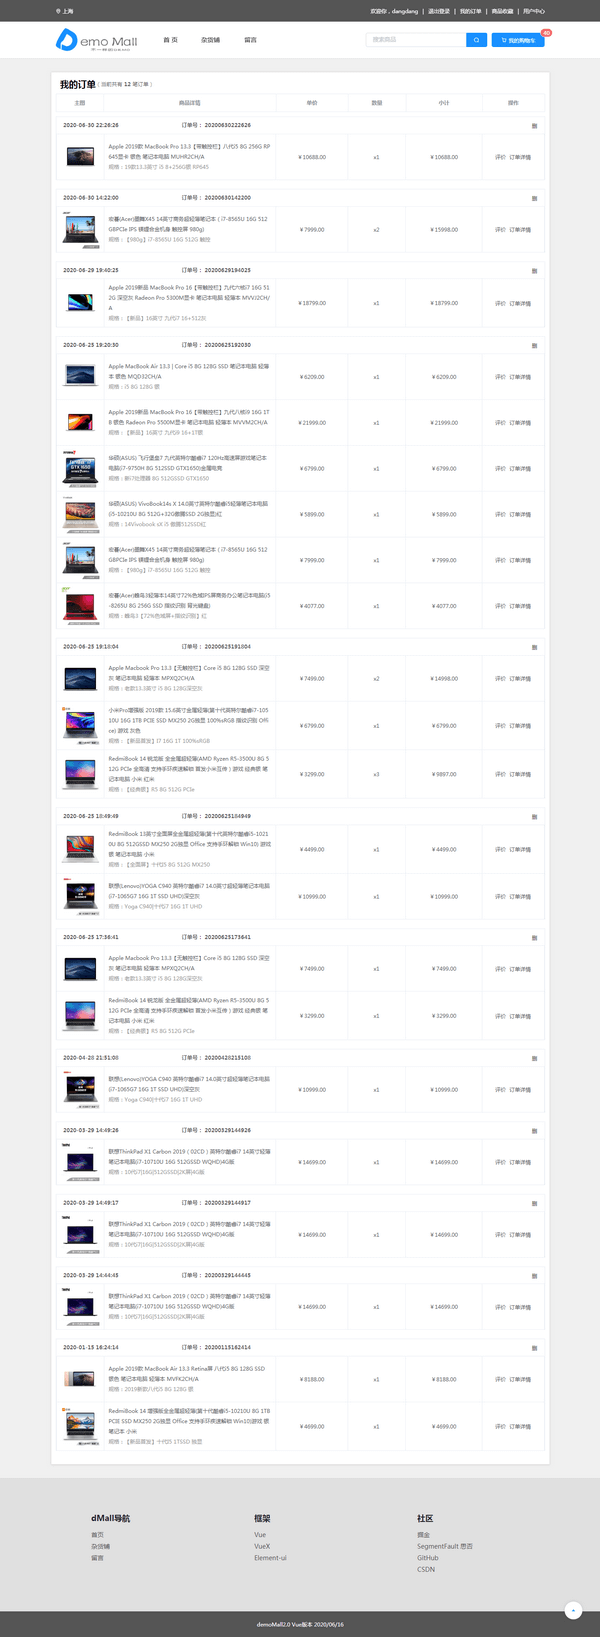 上海
欢迎你，dangdang | 退出登录 | 我的订单 | 商品收藏 | 用户中心
emo Mall
首 页 杂货铺 留言
搜索商品
我的购物车 40
我的订单（当前共有 12 笔订单）
主图 商品详情 单价 数量 小计 操作
2020-06-30 22:26:26 订单号： 20200630222626
Apple 2019款 MacBook Pro 13.3【带触控栏】八代i5 8G 256G RP
645显卡 银色 笔记本电脑 MUHR2CH/A
规格：19款13.3英寸 i5 8+256G银 RP645
￥10688.00 x1 ￥10688.00 评价 订单详情
2020-06-30 14:22:00 订单号： 20200630142200
宏碁(Acer)墨舞X45 14英寸商务超轻薄笔记本（i7-8565U 16G 512
GBPCIe IPS 镁锂合金机身 触控屏 980g)
规格：【980g】i7-8565U 16G 512G 触控
￥7999.00 x2 ￥15998.00 评价 订单详情
2020-06-29 19:40:25 订单号： 20200629194025
Apple 2019新品 MacBook Pro 16【带触控栏】九代六核i7 16G 51
2G 深空灰 Radeon Pro 5300M显卡 笔记本电脑 轻薄本 MVVJ2CH/
A
规格：【新品】16英寸 九代i7 16+512灰
￥18799.00 x1 ￥18799.00 评价 订单详情
2020-06-25 19:20:30 订单号： 20200625192030
Apple MacBook Air 13.3 | Core i5 8G 128G SSD 笔记本电脑 轻薄
本 银色 MQD32CH/A
规格：i5 8G 128G 银
￥6209.00 x1 ￥6209.00 评价 订单详情
Apple 2019新品 MacBook Pro 16【带触控栏】九代八核i9 16G 1T
B 银色 Radeon Pro 5500M显卡 笔记本电脑 轻薄本 MVVM2CH/A
规格：【新品】16英寸 九代i9 16+1T银
￥21999.00 x1 ￥21999.00 评价 订单详情
华硕(ASUS) 飞行堡垒7 九代英特尔酷睿i7 120Hz高速屏游戏笔记本
电脑(i7-9750H 8G 512SSD GTX1650)金属电竞
规格：新i7处理器 8G 512GSSD GTX1650
￥6799.00 x1 ￥6799.00 评价 订单详情
华硕(ASUS) VivoBook14s X 14.0英寸英特尔酷睿i5轻薄笔记本电脑
(i5-10210U 8G 512G+32G傲腾SSD 2G独显)红
规格：14Vivobook sX i5 傲腾512SSD红
￥5899.00 x1 ￥5899.00 评价 订单详情
宏碁(Acer)墨舞X45 14英寸商务超轻薄笔记本（i7-8565U 16G 512
GBPCIe IPS 镁锂合金机身 触控屏 980g)
规格：【980g】i7-8565U 16G 512G 触控
￥7999.00 x1 ￥7999.00 评价 订单详情
宏碁(Acer)蜂鸟3轻薄本14英寸72%色域IPS屏商务办公笔记本电脑(i5
-8265U 8G 256G SSD 指纹识别 背光键盘)
规格：蜂鸟3【72%色域屏+指纹识别】红
￥4077.00 x1 ￥4077.00 评价 订单详情
2020-06-25 19:18:04 订单号： 20200625191804
Apple Macbook Pro 13.3【无触控栏】Core i5 8G 128G SSD 深空
灰 笔记本电脑 轻薄本 MPXQ2CH/A
规格：老款13.3英寸 i5 8G 128G深空灰
￥7499.00 x2 ￥14998.00 评价 订单详情
小米Pro增强版 2019款 15.6英寸金属轻薄(第十代英特尔酷睿i7-105
10U 16G 1TB PCIE SSD MX250 2G独显 100%sRGB 指纹识别 Offi
ce) 游戏 灰色
规格：【新品首发】I7 16G 1T 100%sRGB
￥6799.00 x1 ￥6799.00 评价 订单详情
RedmiBook 14 锐龙版 全金属超轻薄(AMD Ryzen R5-3500U 8G 5
12G PCIe 全高清 支持手环疾速解锁 首发小米互传 ) 游戏 经典银 笔
记本电脑 小米 红米
规格：【经典银】R5 8G 512G PCIe
￥3299.00 x3 ￥9897.00 评价 订单详情
2020-06-25 18:49:49 订单号： 20200625184949
RedmiBook 13英寸全面屏全金属超轻薄(第十代英特尔酷睿i5-1021
0U 8G 512GSSD MX250 2G独显 Office 支持手环解锁 Win10) 游戏
银 笔记本电脑 小米
规格：【全面屏】十代I5 8G 512G MX250
￥4499.00 x1 ￥4499.00 评价 订单详情
联想(Lenovo)YOGA C940 英特尔酷睿i7 14.0英寸超轻薄笔记本电脑
(i7-1065G7 16G 1T SSD UHD)深空灰
规格：Yoga C940|十代i7 16G 1T UHD
￥10999.00 x1 ￥10999.00 评价 订单详情
2020-06-25 17:36:41 订单号： 20200625173641
Apple Macbook Pro 13.3【无触控栏】Core i5 8G 128G SSD 深空
灰 笔记本电脑 轻薄本 MPXQ2CH/A
规格：老款13.3英寸 i5 8G 128G深空灰
￥7499.00 x1 ￥7499.00 评价 订单详情
RedmiBook 14 锐龙版 全金属超轻薄(AMD Ryzen R5-3500U 8G 5
12G PCIe 全高清 支持手环疾速解锁 首发小米互传 ) 游戏 经典银 笔
记本电脑 小米 红米
规格：【经典银】R5 8G 512G PCIe
￥3299.00 x1 ￥3299.00 评价 订单详情
2020-04-28 21:51:08 订单号： 20200428215108
联想(Lenovo)YOGA C940 英特尔酷睿i7 14.0英寸超轻薄笔记本电脑
(i7-1065G7 16G 1T SSD UHD)深空灰
规格：Yoga C940|十代i7 16G 1T UHD
￥10999.00 x1 ￥10999.00 评价 订单详情
2020-03-29 14:49:26 订单号： 20200329144926
联想ThinkPad X1 Carbon 2019（02CD）英特尔酷睿i7 14英寸轻薄
笔记本电脑(i7-10710U 16G 512GSSD WQHD)4G版
规格：10代i7|16G|512GSSD|2K屏|4G版
￥14699.00 x1 ￥14699.00 评价 订单详情
2020-03-29 14:49:17 订单号： 20200329144917
联想ThinkPad X1 Carbon 2019（02CD）英特尔酷睿i7 14英寸轻薄
笔记本电脑(i7-10710U 16G 512GSSD WQHD)4G版
规格：10代i7|16G|512GSSD|2K屏|4G版
￥14699.00 x1 ￥14699.00 评价 订单详情
2020-03-29 14:44:45 订单号： 20200329144445
联想ThinkPad X1 Carbon 2019（02CD）英特尔酷睿i7 14英寸轻薄
笔记本电脑(i7-10710U 16G 512GSSD WQHD)4G版
规格：10代i7|16G|512GSSD|2K屏|4G版
￥14699.00 x1 ￥14699.00 评价 订单详情
2020-01-15 16:24:14 订单号： 20200115162414
Apple 2019款 MacBook Air 13.3 Retina屏 八代i5 8G 128G SSD
银色 笔记本电脑 轻薄本 MVFK2CH/A
规格：2019新款八代i5 8G 128G 银
￥8188.00 x1 ￥8188.00 评价 订单详情
RedmiBook 14 增强版全金属超轻薄(第十代酷睿i5-10210U 8G 1TB
PCIE SSD MX250 2G独显 Office 支持手环疾速解锁 Win10)游戏 银
笔记本 小米
规格：【新品首发】十代I5 1TSSD 独显
￥4699.00 x1 ￥4699.00 评价 订单详情
dMall导航 框架 社区
首页 Vue 掘金
杂货铺 VueX SegmentFault 思否
留言 Element-ui GitHub
CSDN
demoMall2.0 Vue版本 2020/06/16